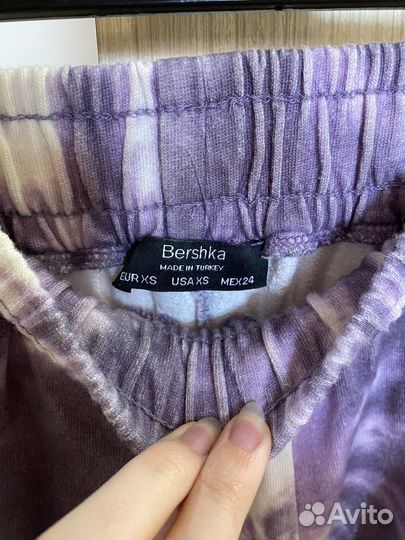 Bershka
MADE IN TURKEY
EUR XS USA XS MEX 24
Avito